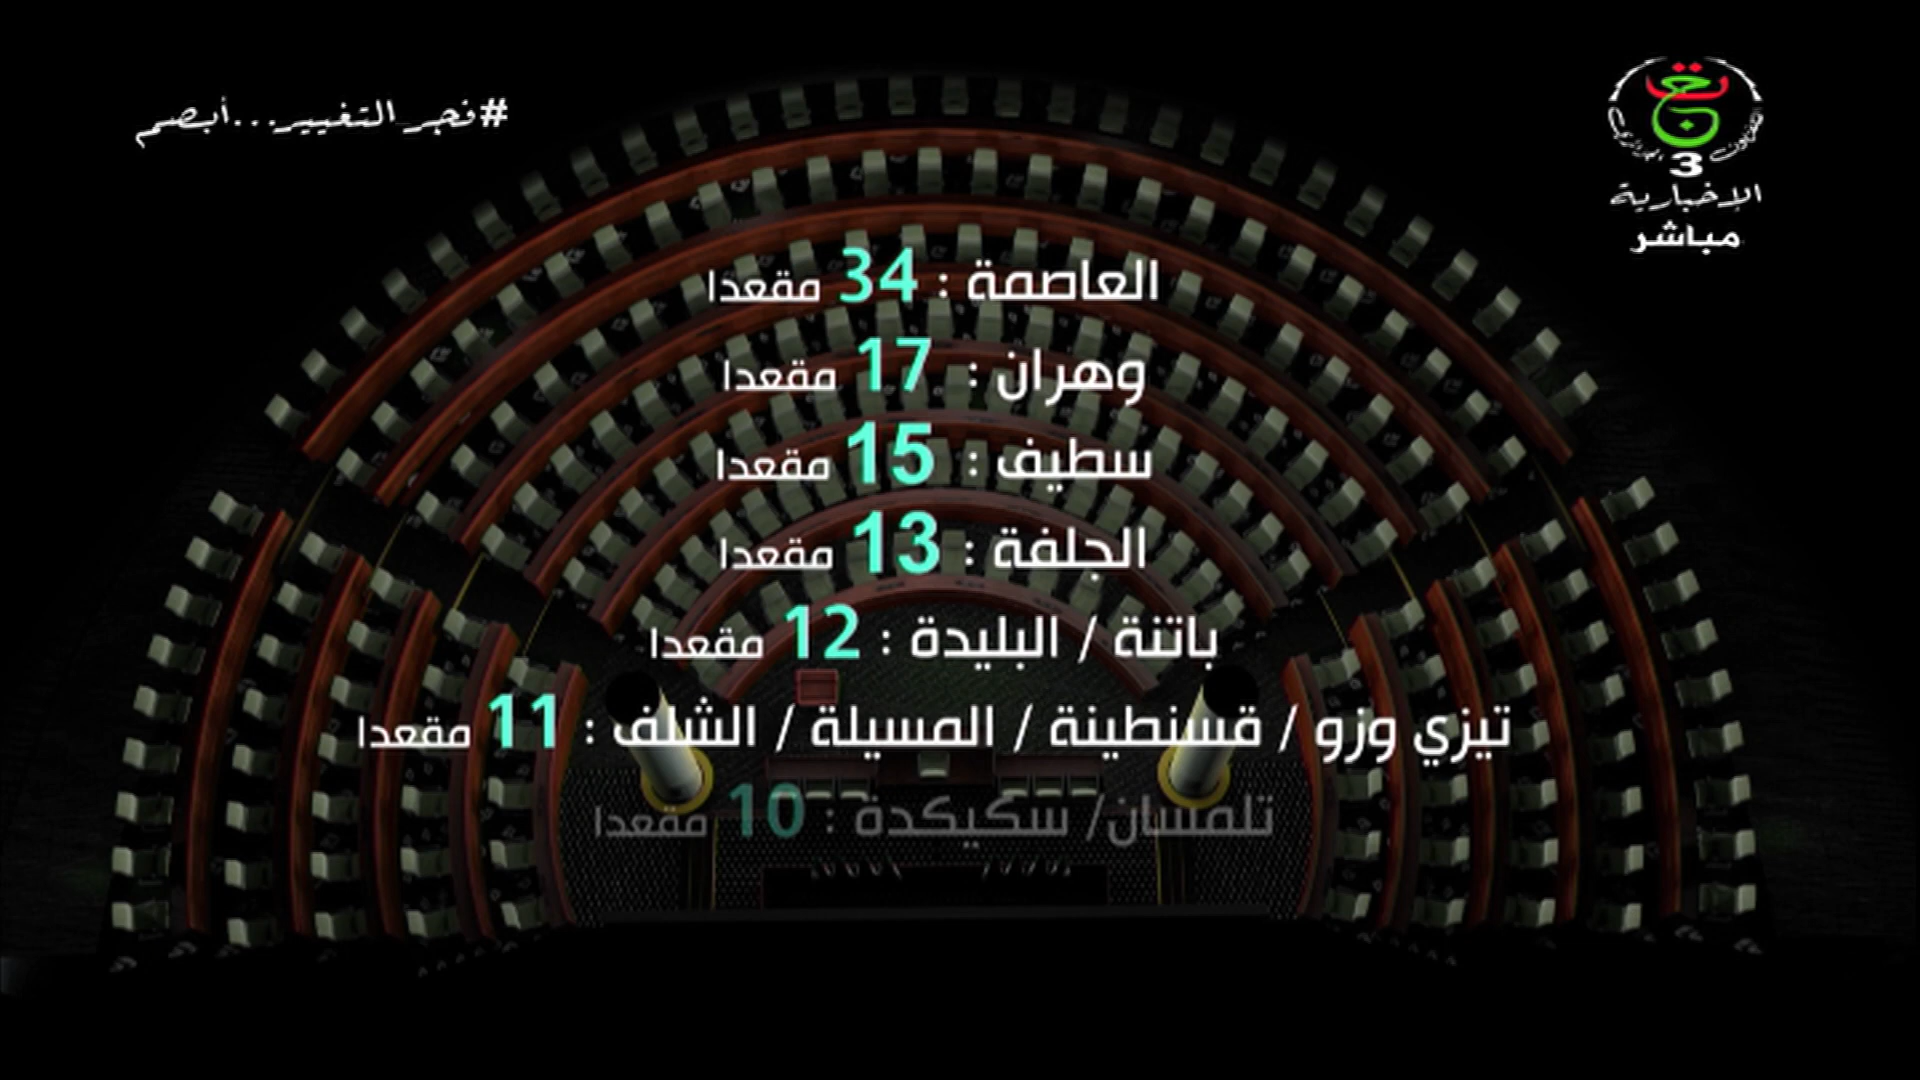 #فجر التغيير...أبصم
3
الإخبارية
مباشر
العاصمة : 34 مقعدا
وهران : 17 مقعدا
سطيف : 15 مقعدا
الجلفة : 13 مقعدا
باتنة / البليدة : 12 مقعدا
تيزي وزو / قسنطينة / المسيلة / الشلف : 11 مقعدا
تلمسان/ سكيكدة : 10 مقعدا